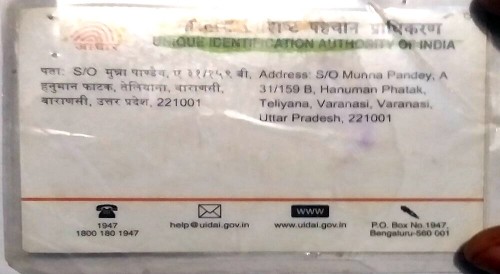 पहचान प्राधिकरण
आधार
UNIQUE IDENTIFICATION AUTHORITY OF INDIA
पता: S/O मुन्ना पाण्डेय, ए ३१/१५९ बी,
हनुमान फाटक, तेलियाना, वाराणसी,
वाराणसी, उत्तर प्रदेश, 221001
Address: S/O Munna Pandey, A
31/159 B, Hanuman Phatak,
Teliyana, Varanasi, Varanasi,
Uttar Pradesh, 221001
1947
1800 180 1947
help@uidai.gov.in
www
www.uidai.gov.in
P.O. Box No.1947,
Bengaluru-560 001